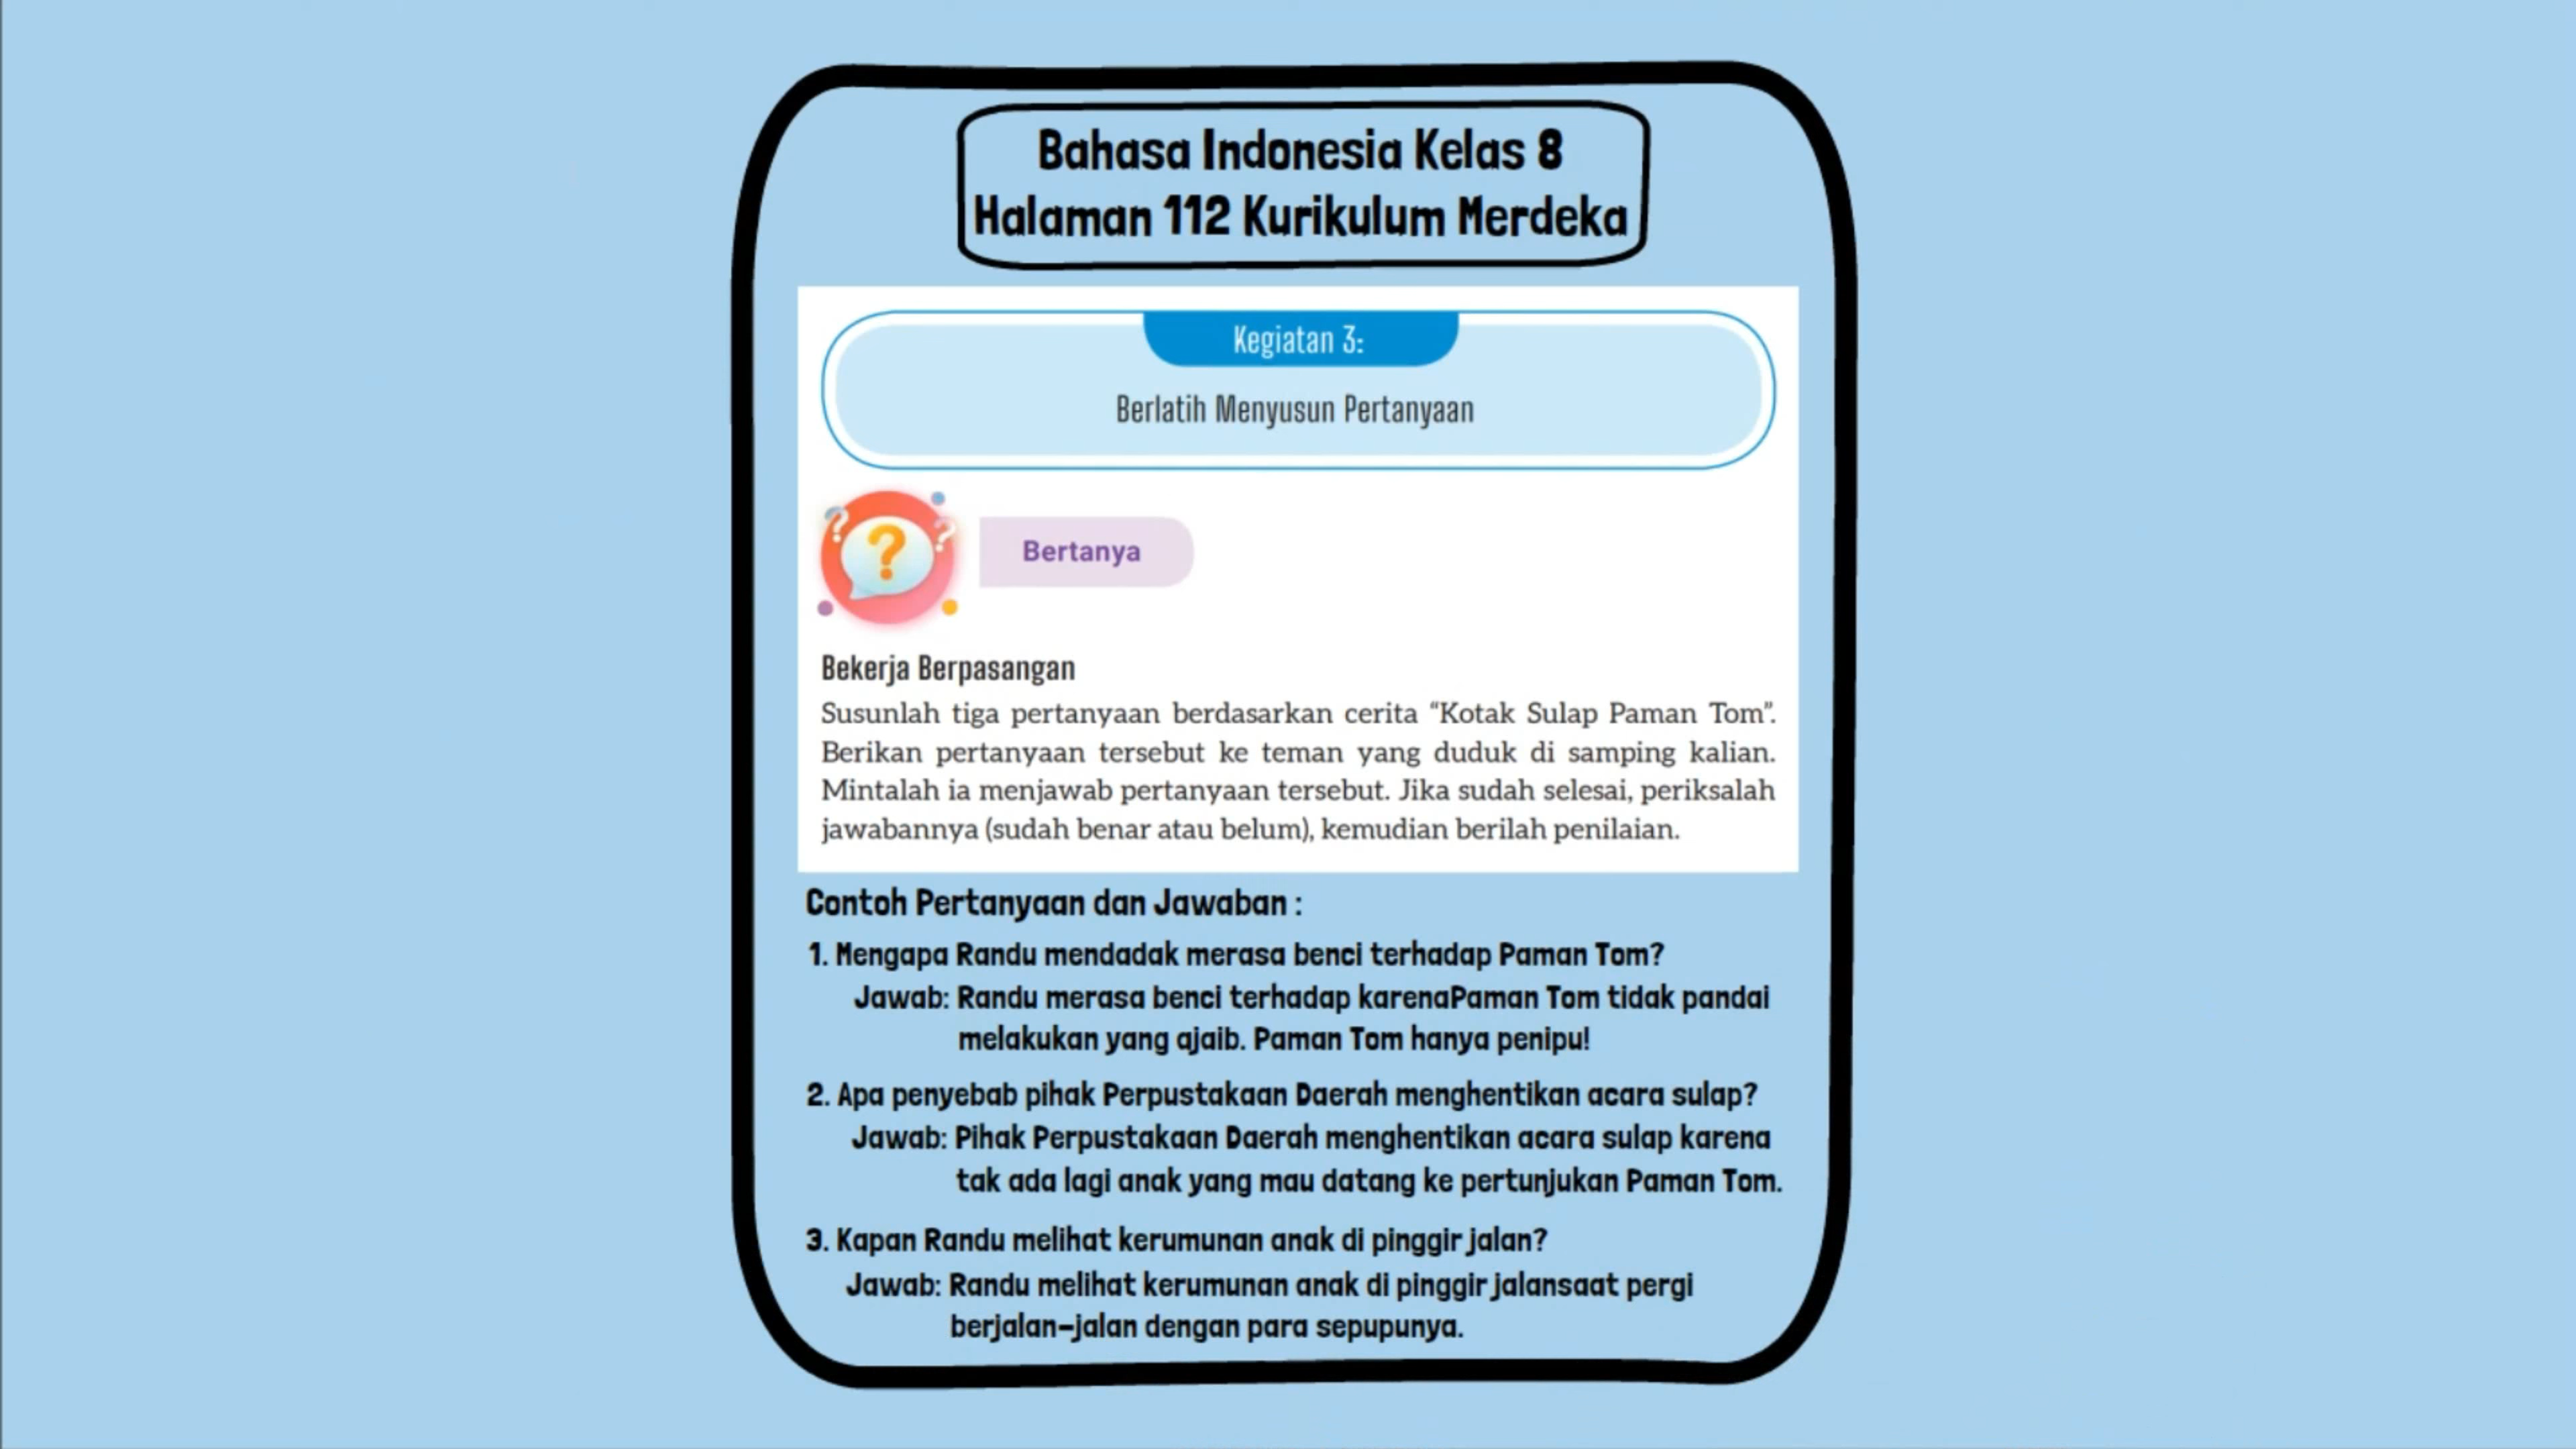 Bahasa Indonesia Kelas 8
Halaman 112 Kurikulum Merdeka
Kegiatan 3:
Berlatih Menyusun Pertanyaan
Bertanya
Bekerja Berpasangan
Susunlah tiga pertanyaan berdasarkan cerita “Kotak Sulap Paman Tom”.
Berikan pertanyaan tersebut ke teman yang duduk di samping kalian.
Mintalah ia menjawab pertanyaan tersebut. Jika sudah selesai, periksalah
jawabannya (sudah benar atau belum), kemudian berilah penilaian.
Contoh Pertanyaan dan Jawaban :
1. Mengapa Randu mendadak merasa benci terhadap Paman Tom?
Jawab: Randu merasa benci terhadap karenaPaman Tom tidak pandai
melakukan yang ajaib. Paman Tom hanya penipu!
2. Apa penyebab pihak Perpustakaan Daerah menghentikan acara sulap?
Jawab: Pihak Perpustakaan Daerah menghentikan acara sulap karena
tak ada lagi anak yang mau datang ke pertunjukan Paman Tom.
3. Kapan Randu melihat kerumunan anak di pinggir jalan?
Jawab: Randu melihat kerumunan anak di pinggir jalansaat pergi
berjalan-jalan dengan para sepupunya.